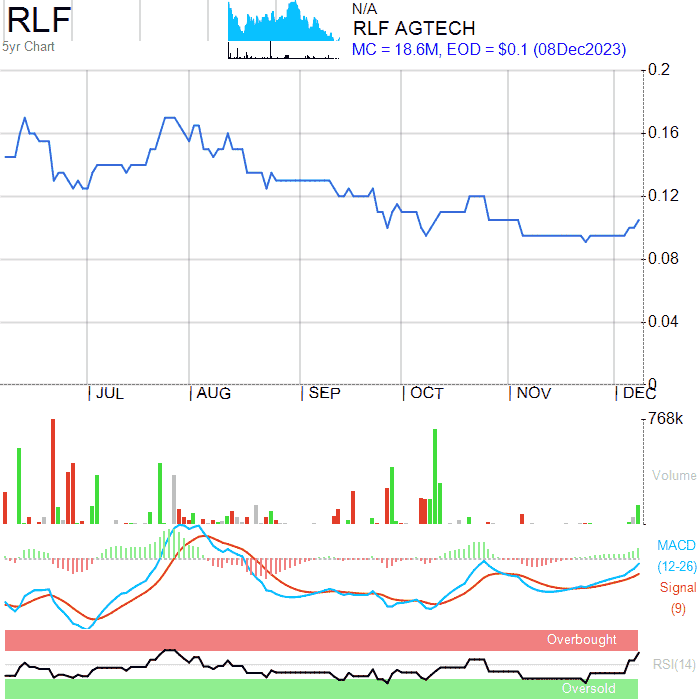 RLF
5yr Chart
N/A
RLF AGTECH
MC = 18.6M, EOD = $0.1 (08Dec2023)
0.2
0.16
0.12
0.08
0.04
0
JUL AUG SEP OCT NOV DEC
768k
Volume
MACD
(12-26)
Signal
(9)
Overbought
RSI(14)
Oversold